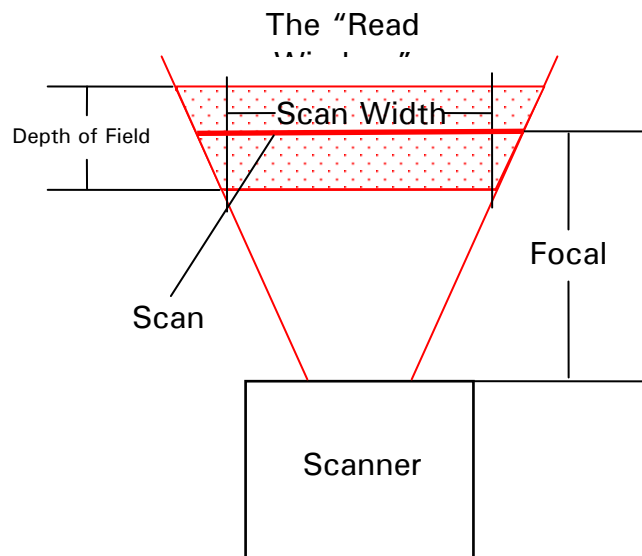 The “Read
Scan Width
Depth of Field
Focal
Scan
Scanner